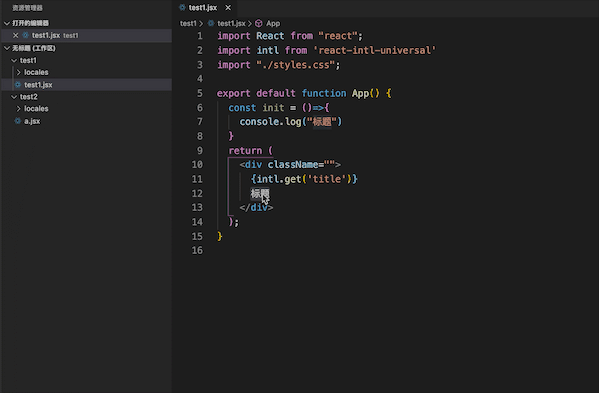 资源管理器
打开的编辑器
test1.jsx test1
无标题 (工作区)
test1
locales
test1.jsx
test2
locales
a.jsx
test1.jsx
test1 > test1.jsx > App
1 import React from "react";
2 import intl from 'react-intl-universal'
3 import "./styles.css";
4
5 export default function App() {
6 const init = ()=>{
7 console.log("标题")
8 }
9 return (
10 <div className="">
11 {intl.get('title')}
12 标题
13 </div>
14 );
15 }
16